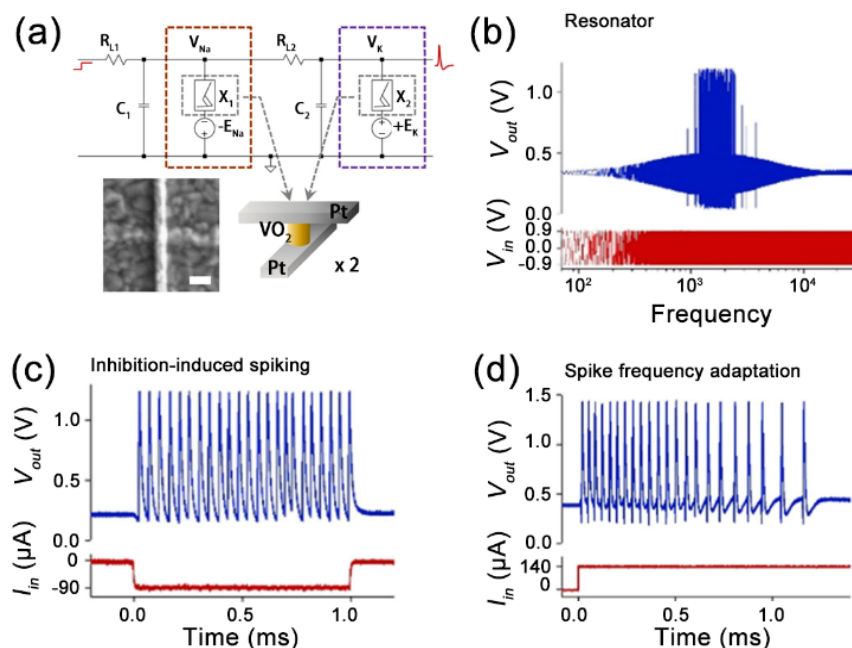 (a)
R_L1
V_Na
R_L2
V_K
C_1
X_1
-E_Na
C_2
X_2
+E_K
Pt
VO_2
Pt
x 2
(b)
Resonator
V_out (V)
1.0
0.5
0.0
V_in (V)
0.9
0.0
-0.9
10^2
10^3
10^4
Frequency
(c)
Inhibition-induced spiking
V_out (V)
1.0
0.5
0.0
I_in (µA)
0
-90
0.0
0.5
1.0
Time (ms)
(d)
Spike frequency adaptation
V_out (V)
1.5
1.0
0.5
0.0
I_in (µA)
140
0
0.0
0.5
1.0
Time (ms)